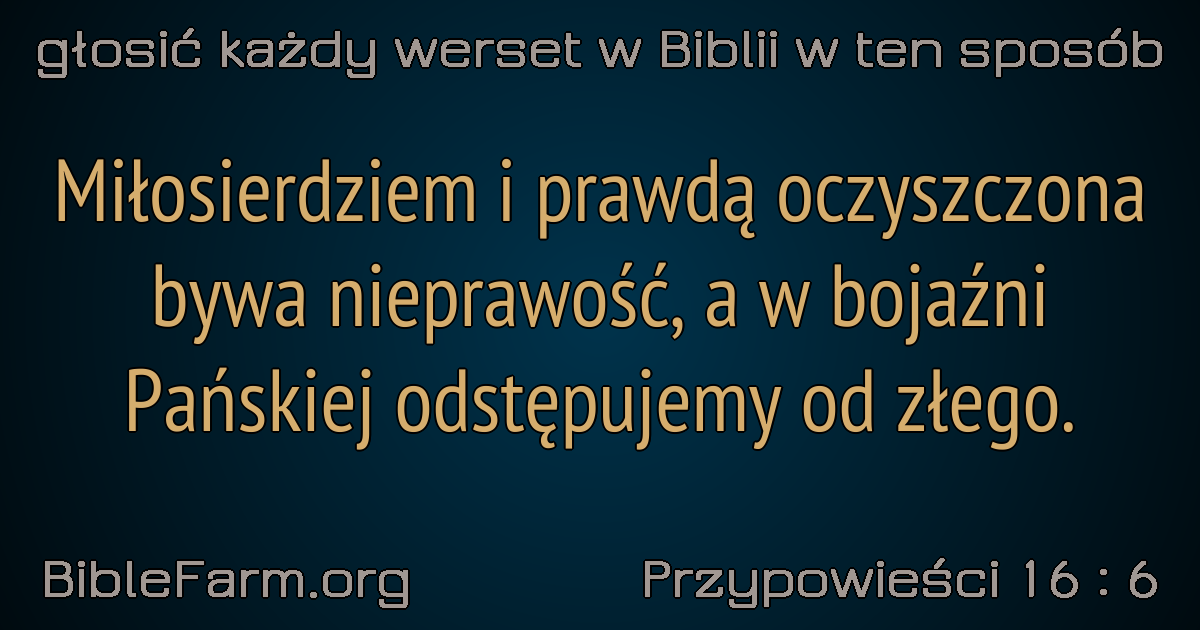 głosić każdy werset w Biblii w ten sposób
Miłosierdziem i prawdą oczyszczona
bywa nieprawość, a w bojaźni
Pańskiej odstępujemy od złego.
BibleFarm.org
Przypowieści 16 : 6